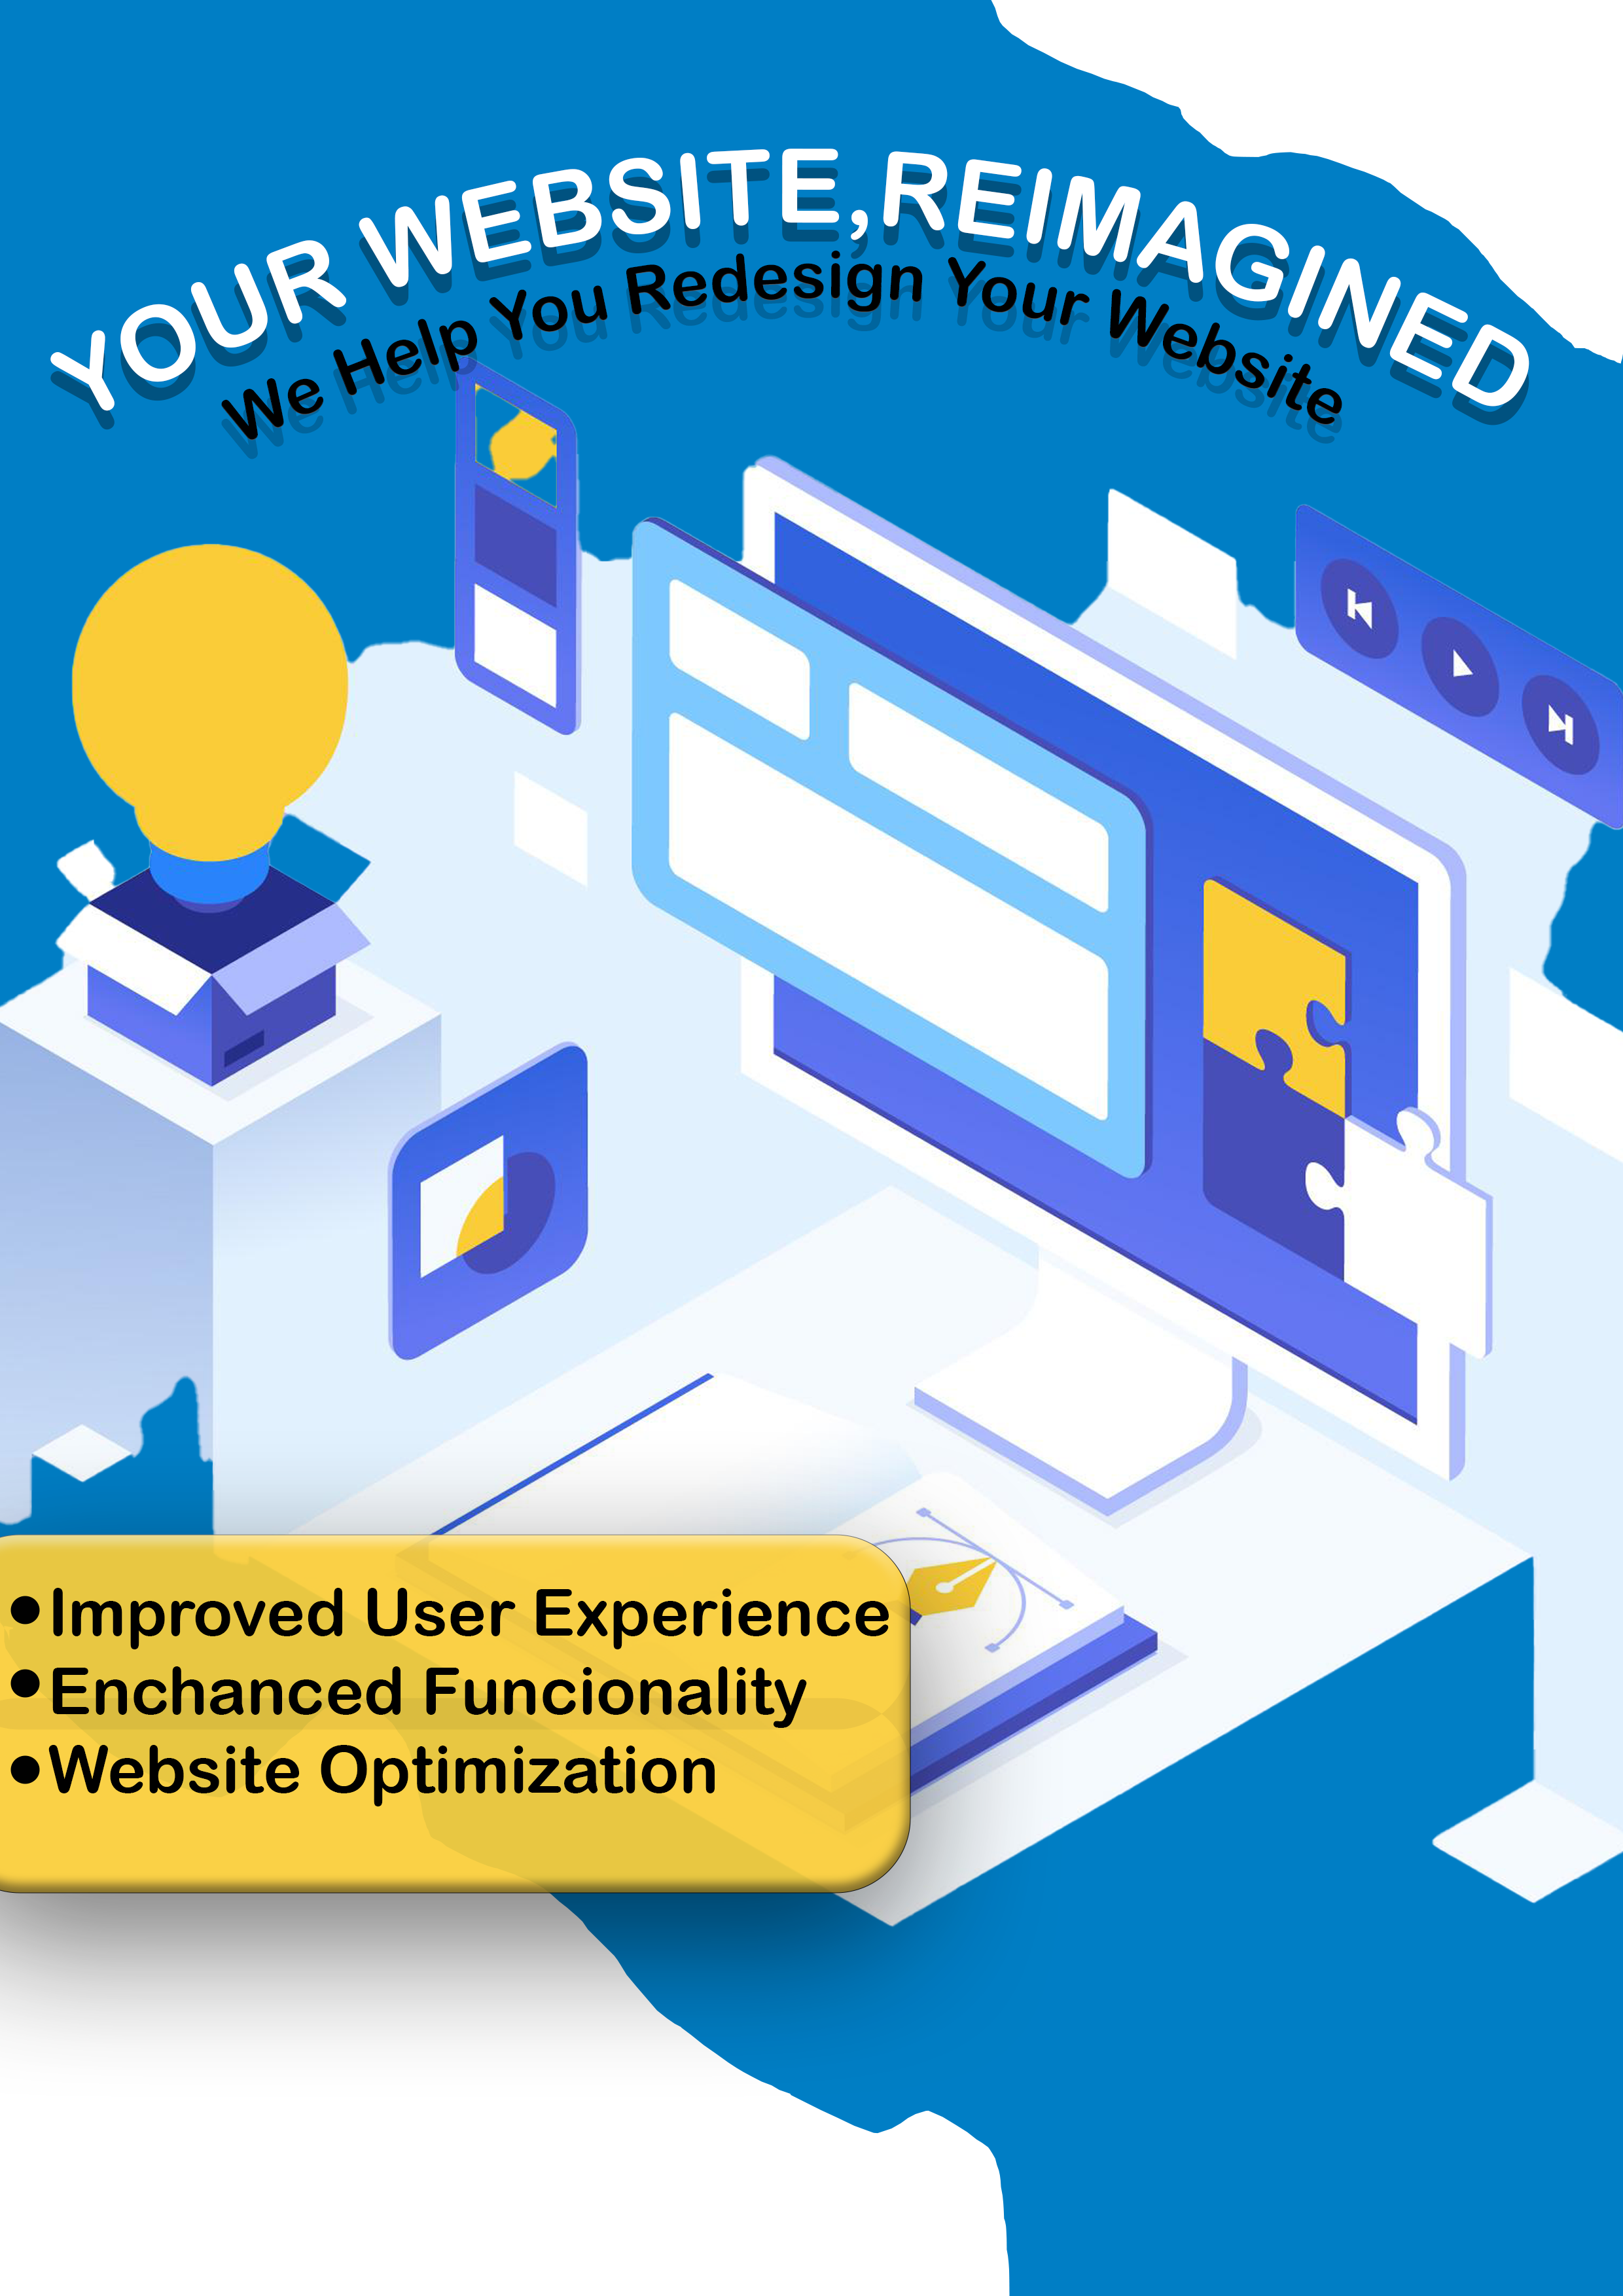 YOUR WEBSITE, REIMAGINED
We Help You Redesign Your Website
•Improved User Experience
•Enchanced Funcionality
•Website Optimization